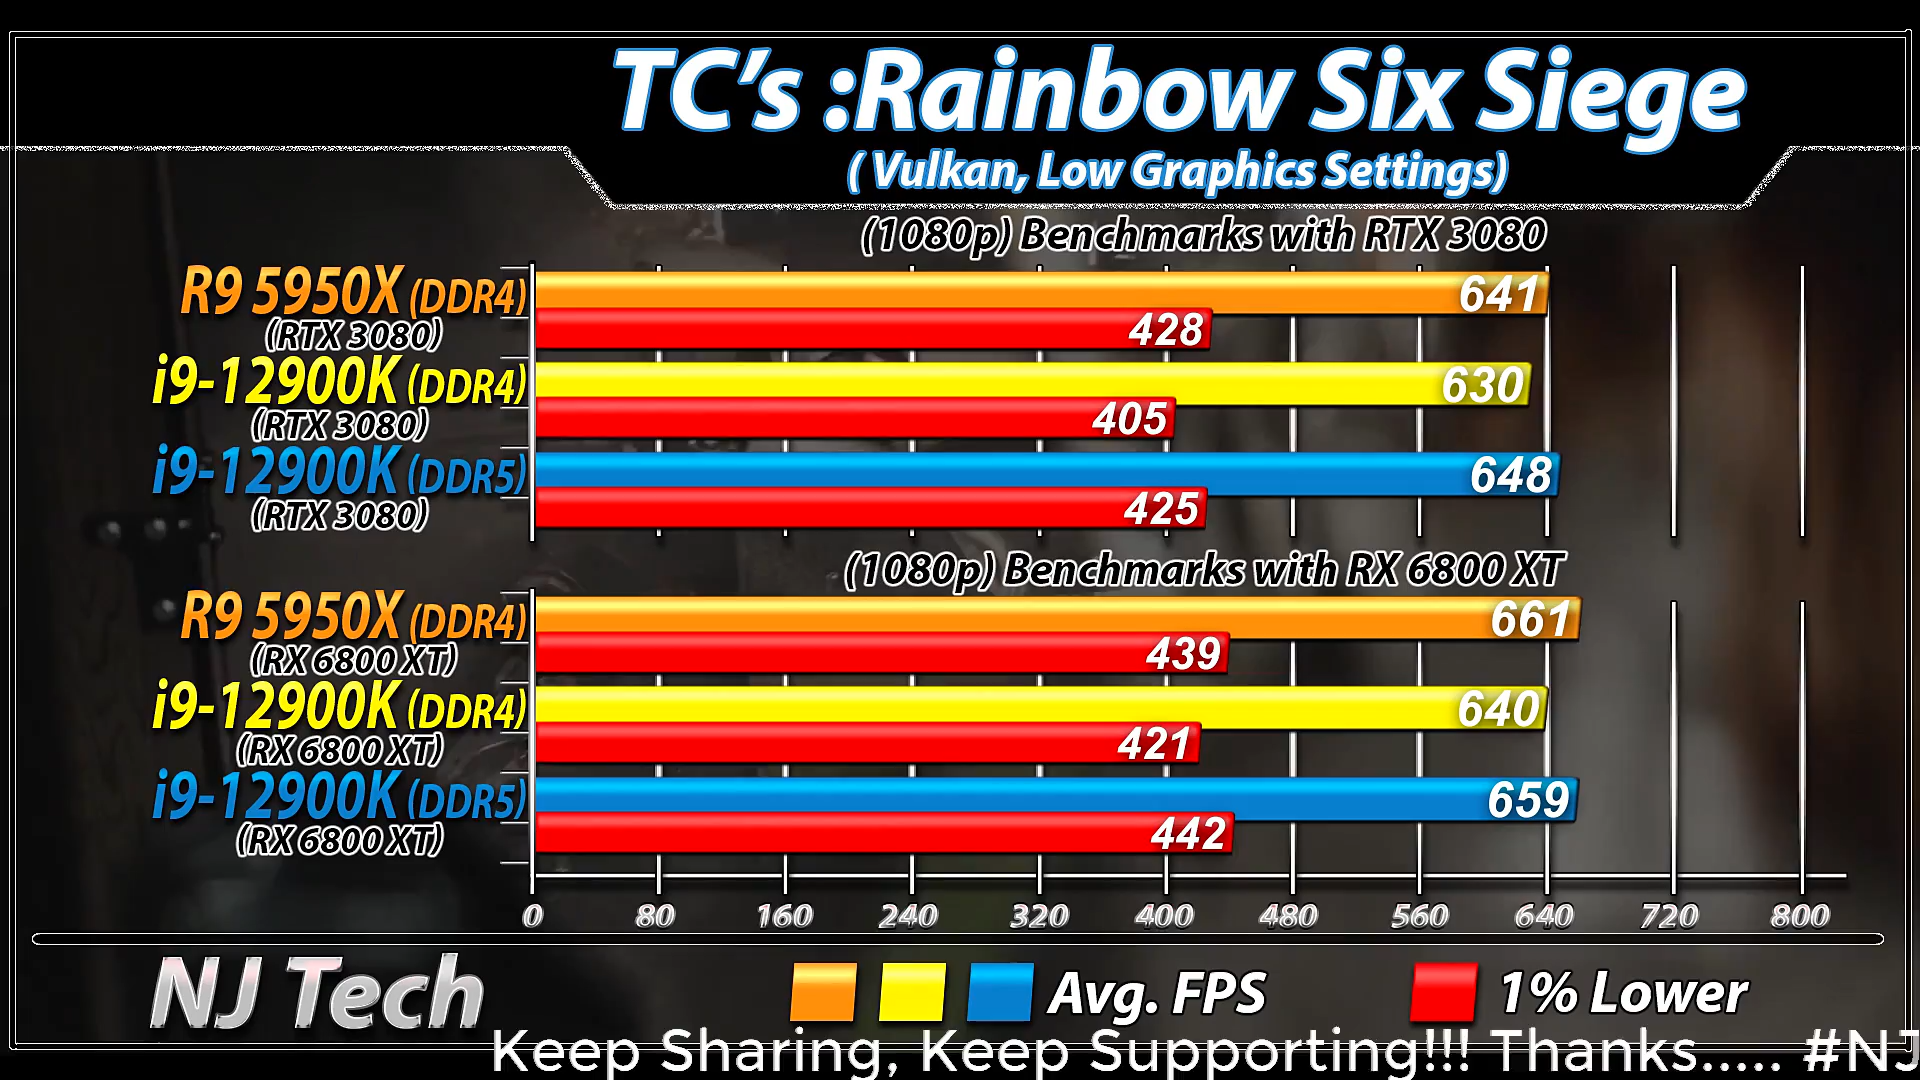 TC's :Rainbow Six Siege
( Vulkan, Low Graphics Settings)
(1080p) Benchmarks with RTX 3080
R9 5950X (DDR4)
(RTX 3080)
641
428
i9-12900K (DDR4)
(RTX 3080)
630
405
i9-12900K (DDR5)
(RTX 3080)
648
425
(1080p) Benchmarks with RX 6800 XT
R9 5950X (DDR4)
(RX 6800 XT)
661
439
i9-12900K (DDR4)
(RX 6800 XT)
640
421
i9-12900K (DDR5)
(RX 6800 XT)
659
442
0 80 160 240 320 400 480 560 640 720 800
NJ Tech
Avg. FPS
1% Lower
Keep Sharing, Keep Supporting!!! Thanks..... #NJ